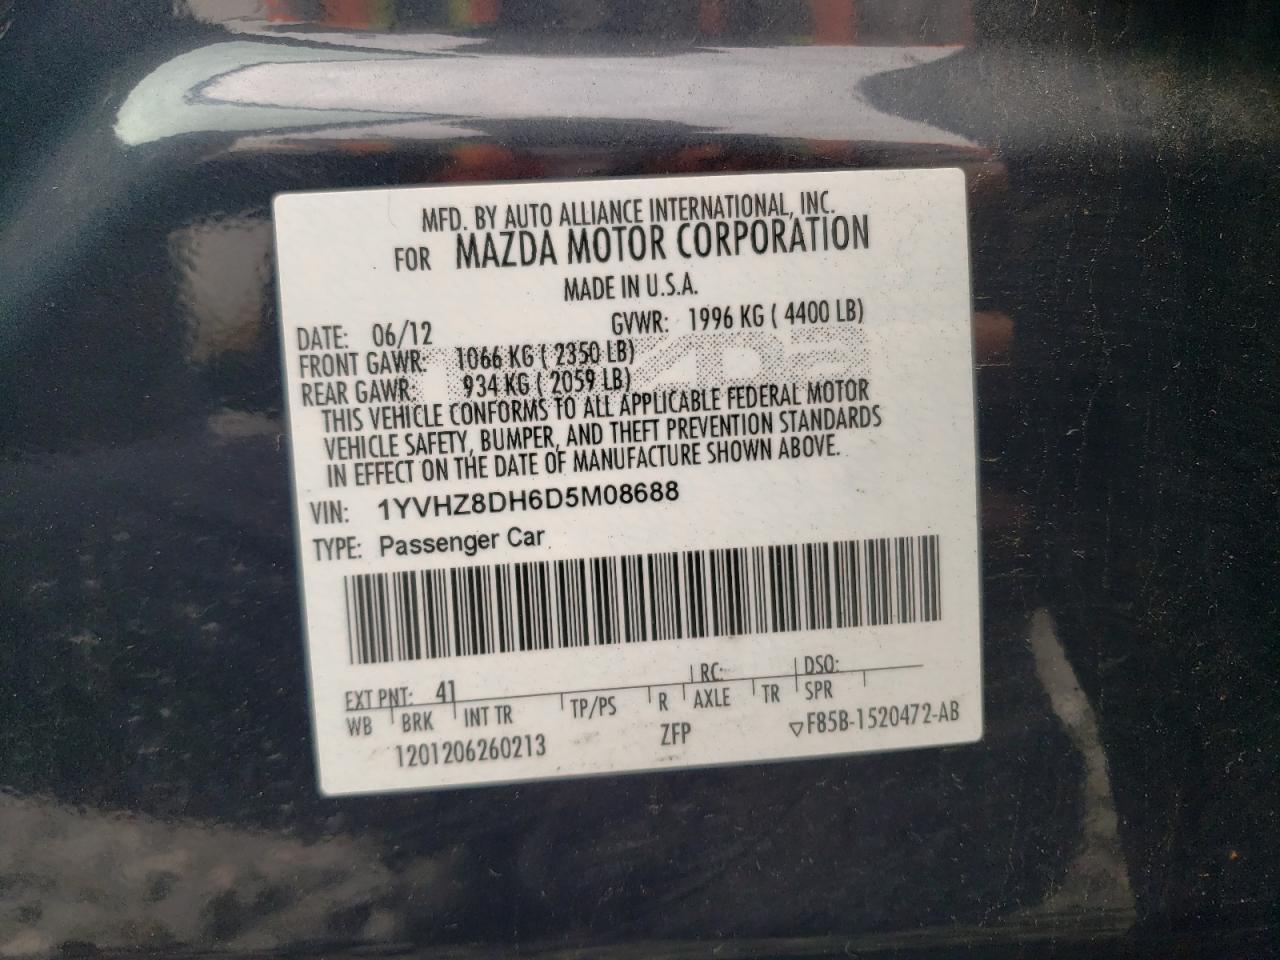 MFD. BY AUTO ALLIANCE INTERNATIONAL, INC.
FOR MAZDA MOTOR CORPORATION
MADE IN U.S.A.
DATE: 06/12 GVWR: 1996 KG ( 4400 LB)
FRONT GAWR: 1066 KG ( 2350 LB)
REAR GAWR: 934 KG ( 2059 LB)
THIS VEHICLE CONFORMS TO ALL APPLICABLE FEDERAL MOTOR
VEHICLE SAFETY, BUMPER, AND THEFT PREVENTION STANDARDS
IN EFFECT ON THE DATE OF MANUFACTURE SHOWN ABOVE.
VIN: 1YVHZ8DH6D5M08688
TYPE: Passenger Car
EXT PNT: 41 RC: DSO:
WB BRK INT TR TP/PS R AXLE TR SPR
1201206260213 ZFP ▽F85B-1520472-AB